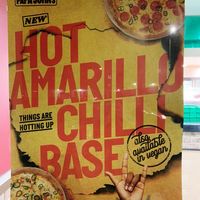 PAPA JOHNS
NEW
HOT
AMARILLO
THINGS ARE
HOTTING UP
CHILLI
BASE
also
available
in vegan